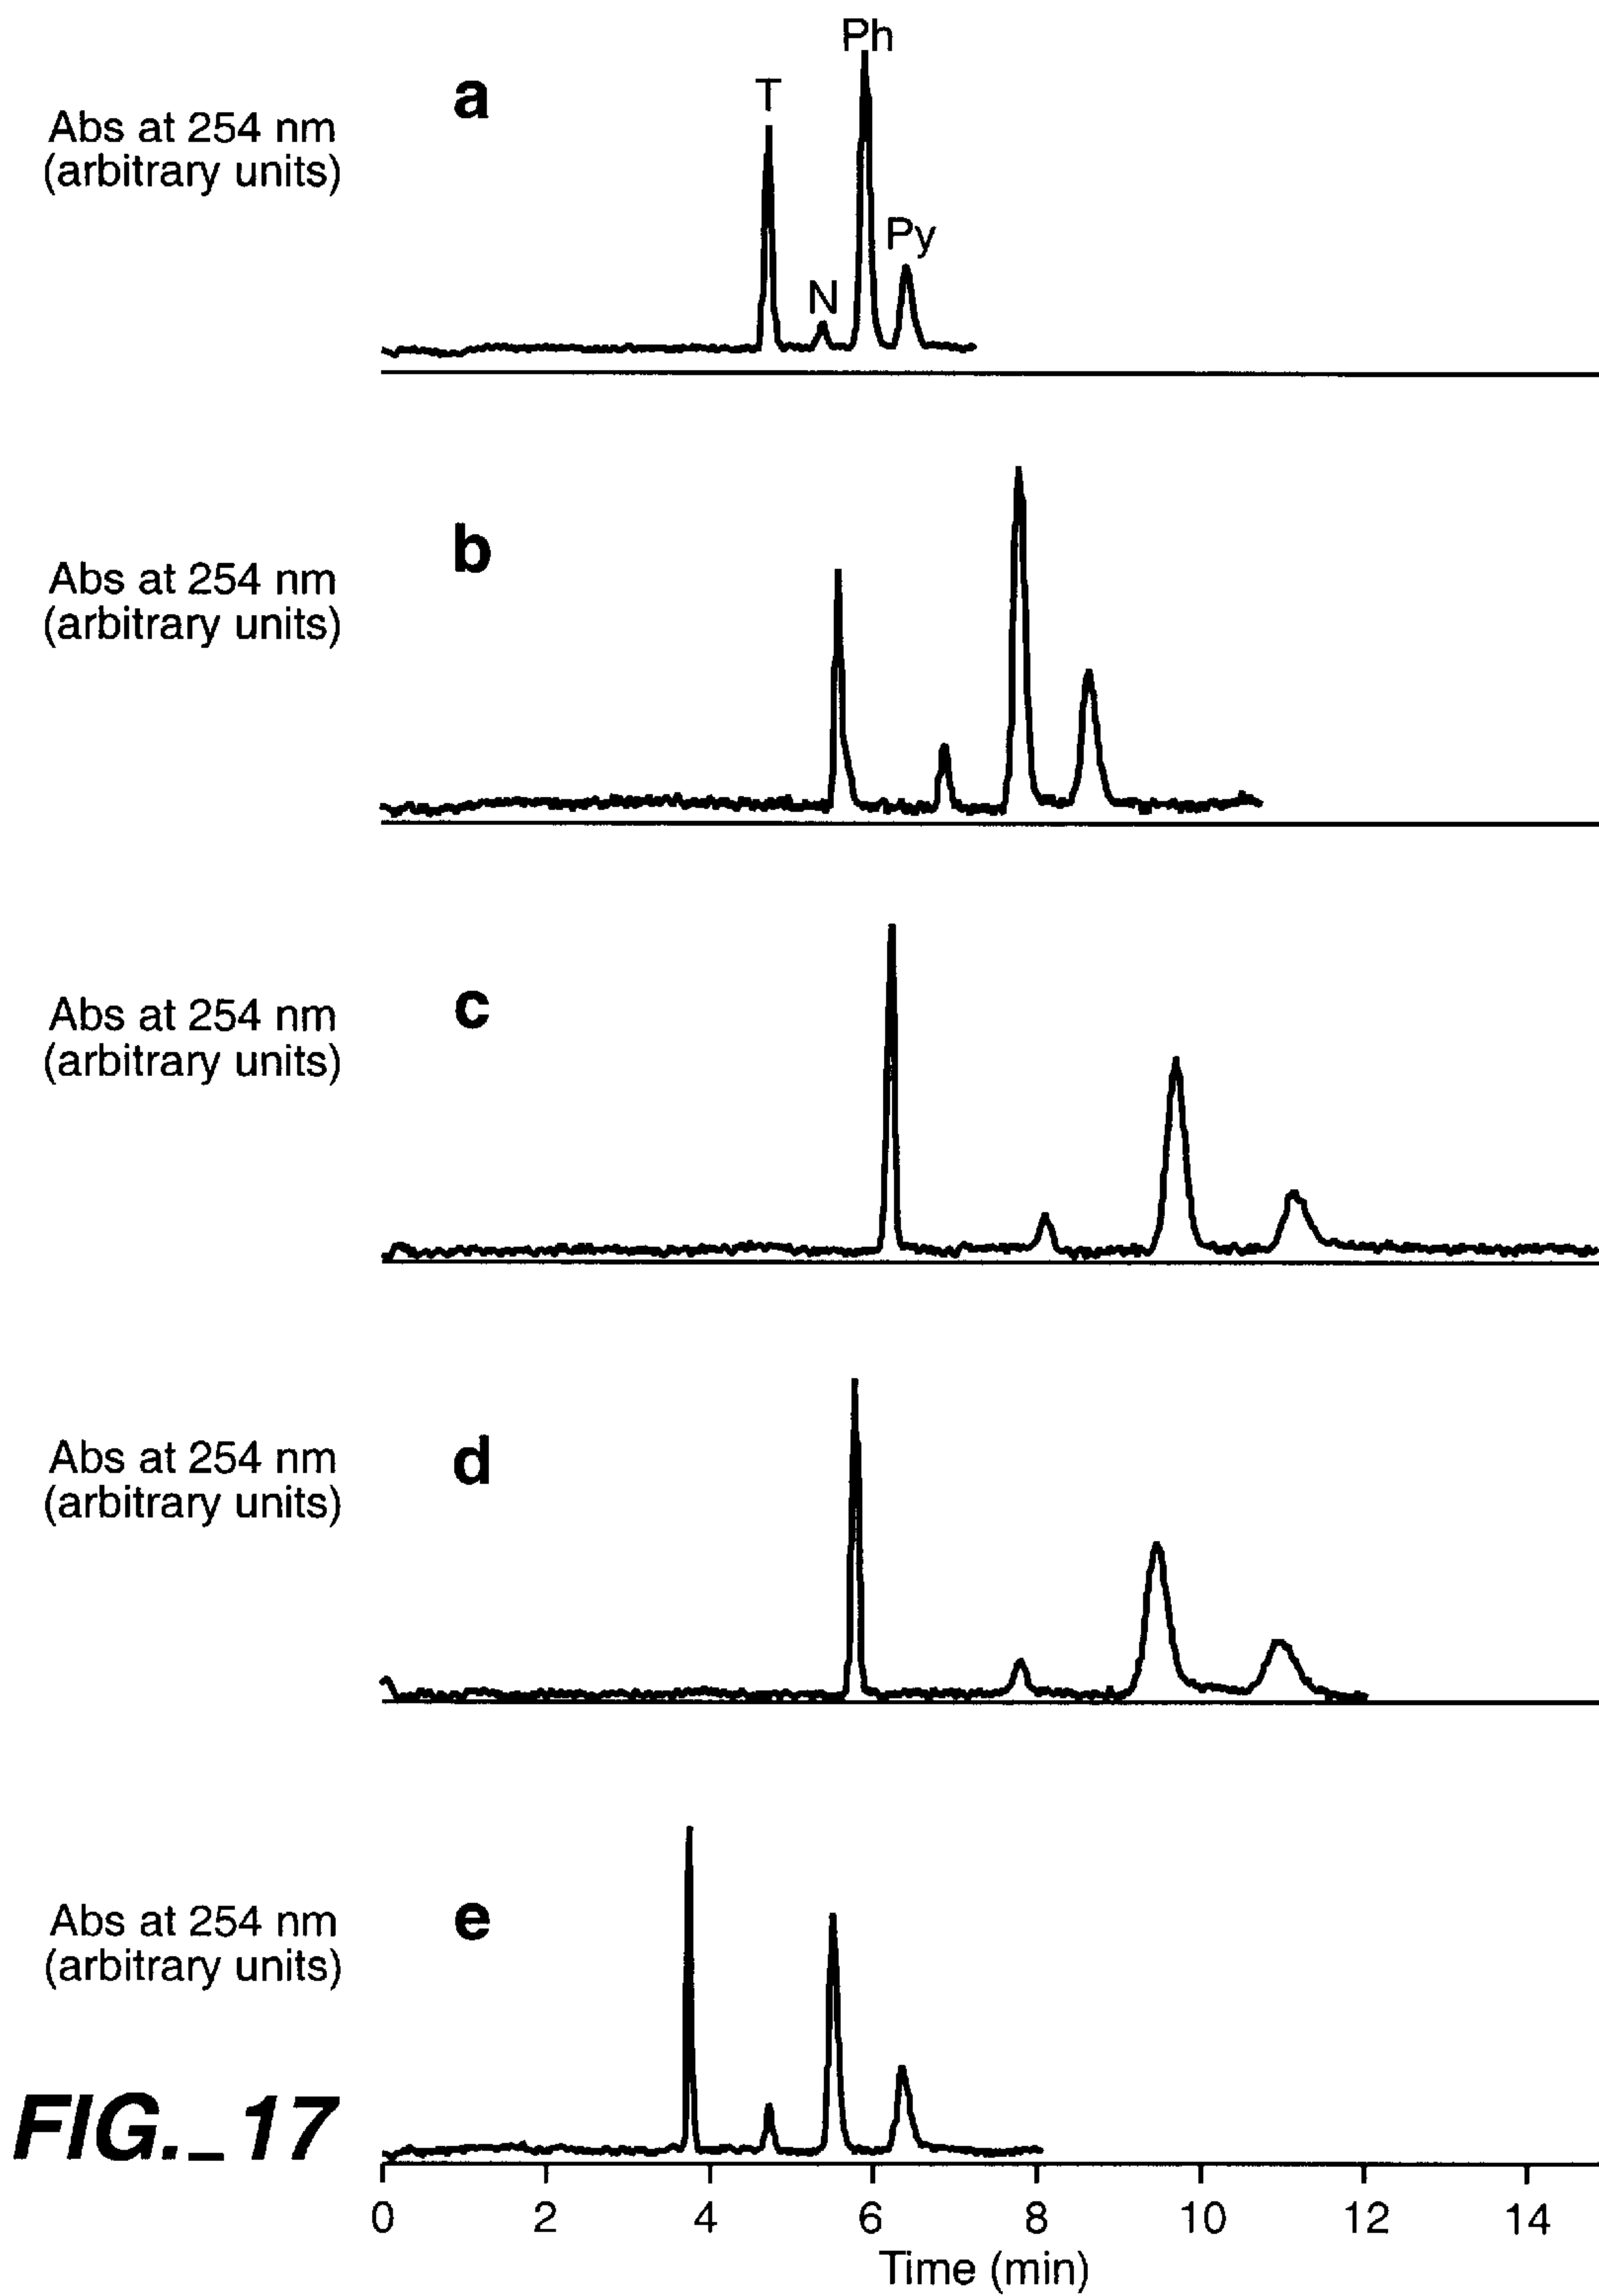 Ph
T
a
Abs at 254 nm
(arbitrary units)
Py
N
b
Abs at 254 nm
(arbitrary units)
c
Abs at 254 nm
(arbitrary units)
d
Abs at 254 nm
(arbitrary units)
e
Abs at 254 nm
(arbitrary units)
FIG._17
0 2 4 6 8 10 12 14
Time (min)